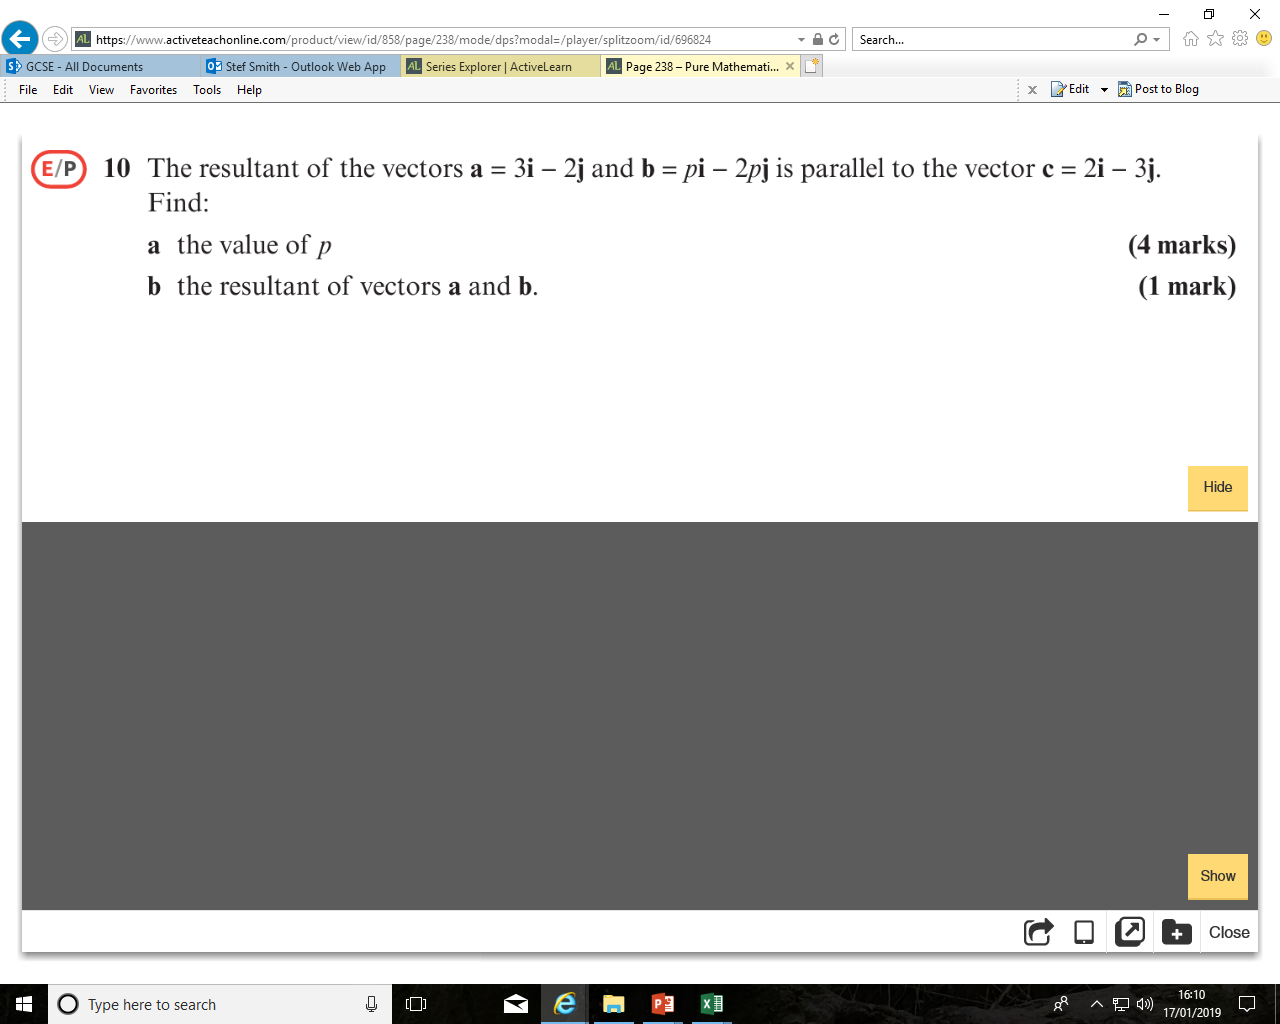 https://www.activeteachonline.com/product/view/id/858/page/238/mode/dps?modal=/player/splitzoom/id/696824
Search...
GCSE - All Documents
Stef Smith - Outlook Web App
AL Series Explorer | ActiveLearn
AL Page 238 – Pure Mathemati...
File Edit View Favorites Tools Help
x Edit Post to Blog
E/P 10 The resultant of the vectors a = 3i − 2j and b = pi − 2pj is parallel to the vector c = 2i − 3j.
Find:
a the value of p (4 marks)
b the resultant of vectors a and b. (1 mark)
Hide
Show
Close
Type here to search
16:10
17/01/2019